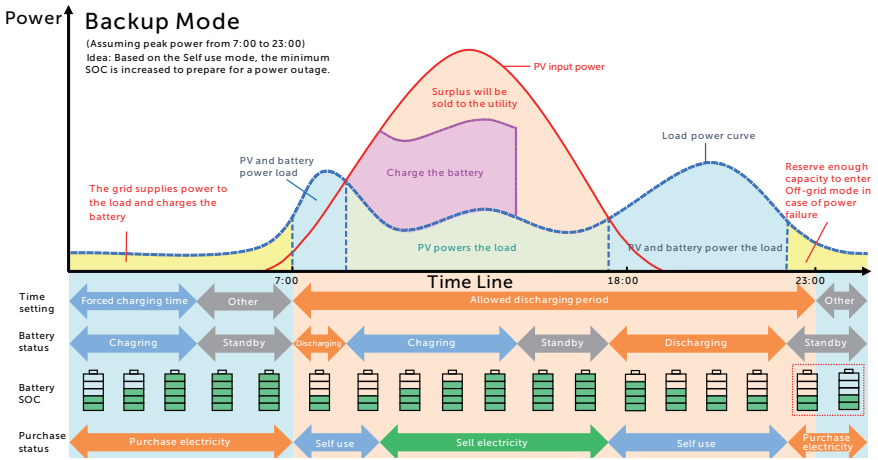 Power
Backup Mode
(Assuming peak power from 7:00 to 23:00)
Idea: Based on the Self use mode, the minimum
SOC is increased to prepare for a power outage.
PV input power
Surplus will be
sold to the utility
Load power curve
PV and battery
power load
Charge the battery
Reserve enough
capacity to enter
Off-grid mode in
case of power
failure
The grid supplies power to
the load and charges the
battery
PV powers the load
PV and battery power the load
7:00
Time Line
18:00
23:00
Time
setting
Forced charging time
Other
Allowed discharging period
Other
Battery
status
Chagring
Standby
Discharging
Chagring
Standby
Discharging
Standby
Battery
SOC
Purchase
status
Purchase electricity
Self use
Sell electricity
Self use
Purchase
electricity